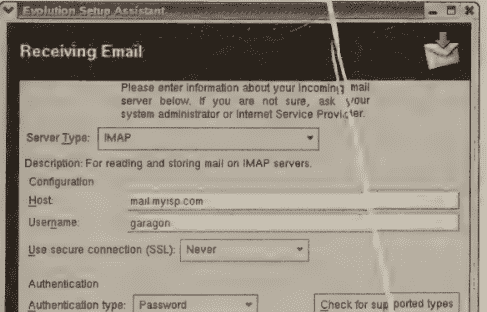 Evolution Setup Assistant
Receiving Email
Please enter information about your incoming mail
server below. If you are not sure, ask your
system administrator or Internet Service Provider.
Server Type: IMAP
Description: For reading and storing mail on IMAP servers.
Configuration
Host: mail.myisp.com
Username: garagon
Use secure connection (SSL): Never
Authentication
Authentication type: Password Check for supported types